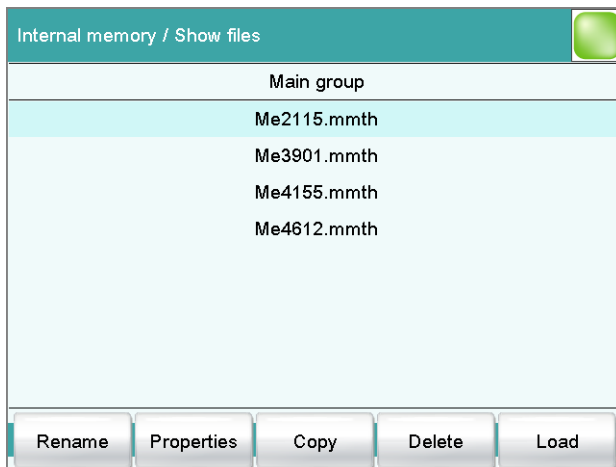 Internal memory / Show files
Main group
Me2115.mmth
Me3901.mmth
Me4155.mmth
Me4612.mmth
Rename Properties Copy Delete Load